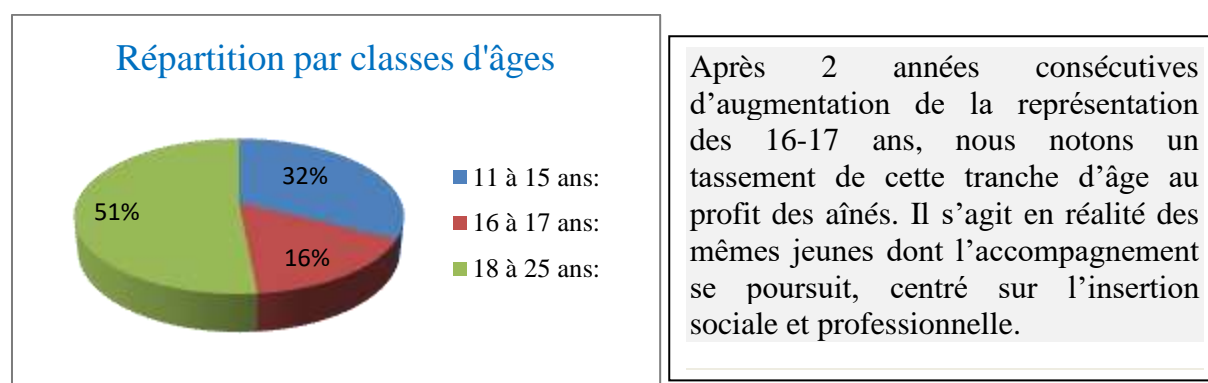 Répartition par classes d'âges
32%
51%
16%
11 à 15 ans:
16 à 17 ans:
18 à 25 ans:
Après 2 années consécutives
d’augmentation de la représentation
des 16-17 ans, nous notons un
tassement de cette tranche d’âge au
profit des aînés. Il s’agit en réalité des
mêmes jeunes dont l’accompagnement
se poursuit, centré sur l’insertion
sociale et professionnelle.